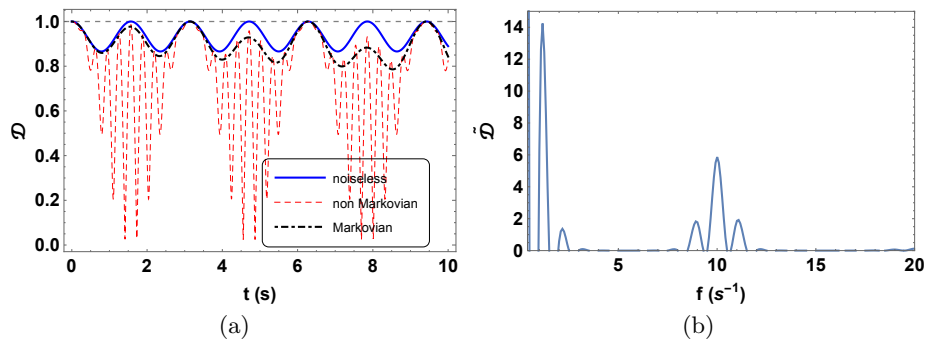 1.0
0.8
0.6
0.4
0.2
0.0
𝒟
noiseless
non Markovian
Markovian
0 2 4 6 8 10
t (s)
(a)
14
12
10
8
6
4
2
0
𝒟̃
5 10 15 20
f (s⁻¹)
(b)